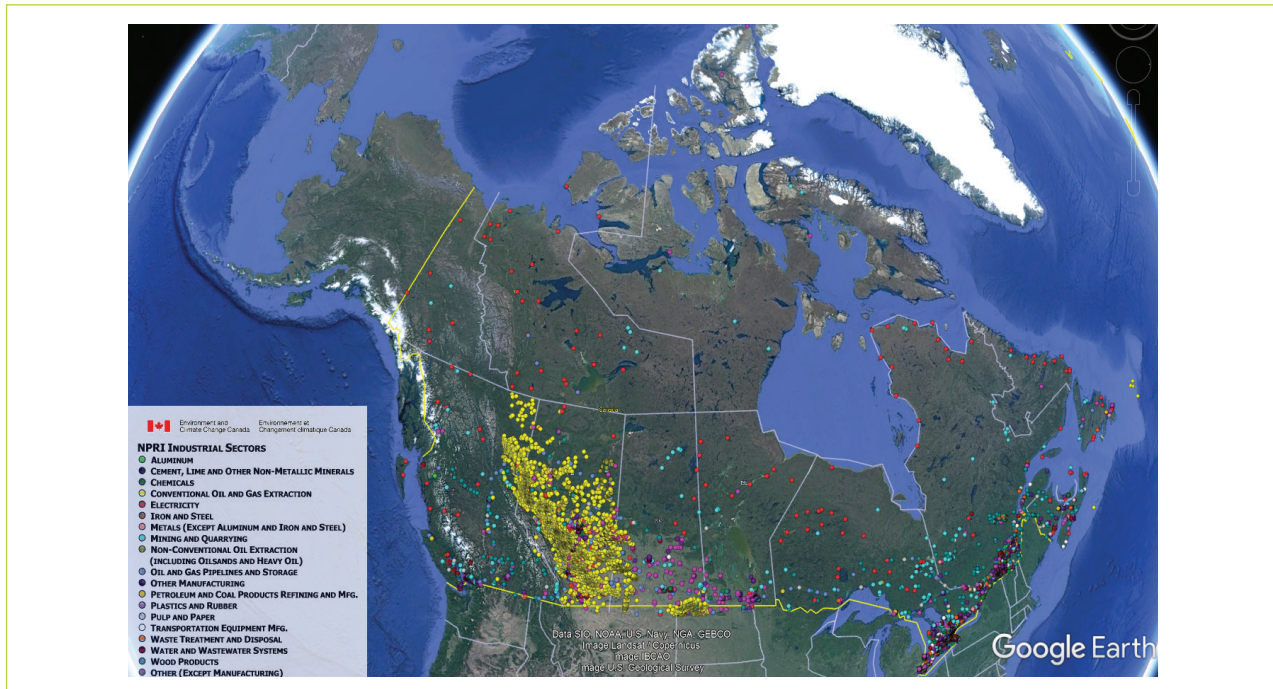 Environment and
Climate Change Canada
Environnement et
Changement climatique Canada
NPRI INDUSTRIAL SECTORS
ALUMINUM
CEMENT, LIME AND OTHER NON-METALLIC MINERALS
CHEMICALS
CONVENTIONAL OIL AND GAS EXTRACTION
ELECTRICITY
IRON AND STEEL
METALS (EXCEPT ALUMINUM AND IRON AND STEEL)
MINING AND QUARRYING
NON-CONVENTIONAL OIL EXTRACTION
(INCLUDING OILSANDS AND HEAVY OIL)
OIL AND GAS PIPELINES AND STORAGE
OTHER MANUFACTURING
PETROLEUM AND COAL PRODUCTS REFINING AND MFG.
PLASTICS AND RUBBER
PULP AND PAPER
TRANSPORTATION EQUIPMENT MFG.
WASTE TREATMENT AND DISPOSAL
WATER AND WASTEWATER SYSTEMS
WOOD PRODUCTS
OTHER (EXCEPT MANUFACTURING)
Data SIO, NOAA, U.S. Navy, NGA, GEBCO
Image Landsat / Copernicus
Image IBCAO
Image U.S. Geological Survey
Google Earth